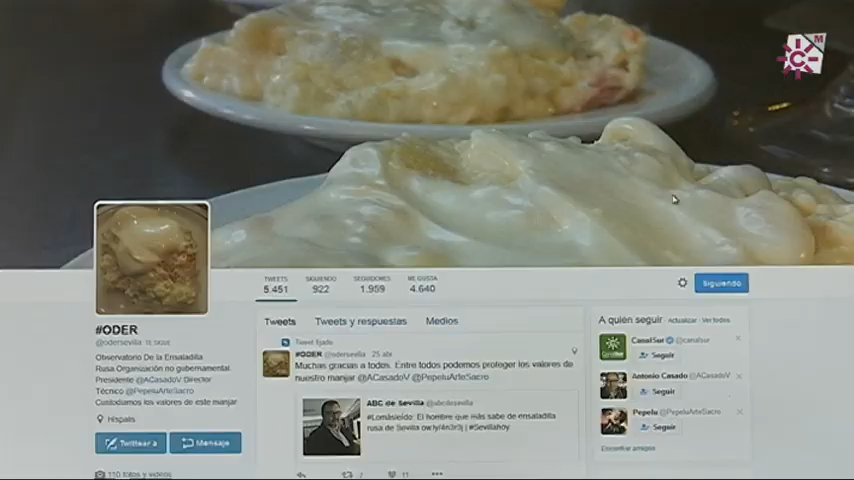 M
C
TWEETS
5.451
SIGUIENDO
922
SEGUIDORES
1.959
ME GUSTA
4.640
Siguiendo
#ODER
@odersevilla TE SIGUE
Observatorio De la Ensaladilla
Rusa Organización no gubernamental.
Presidente @ACasadoV Director
Técnico @PepeluArteSacro
Custodiamos los valores de este manjar
Hispalis
Twittear a
Mensaje
110 fotos y vídeos
Tweets
Tweets y respuestas
Medios
Tweet fijado
#ODER @odersevilla 25 abr.
Muchas gracias a todos. Entre todos podemos proteger los valores de
nuestro manjar @ACasadoV @PepeluArteSacro
ABC de Sevilla @abcdesevilla
#Lomásleído: El hombre que más sabe de ensaladilla
rusa de Sevilla | #Sevillahoy
11
A quién seguir · Actualizar · Ver todos
CanalSur @canalsur
Seguir
Antonio Casado @ACasadoV
Seguir
Pepelu @PepeluArteSacro
Seguir
Encontrar amigos